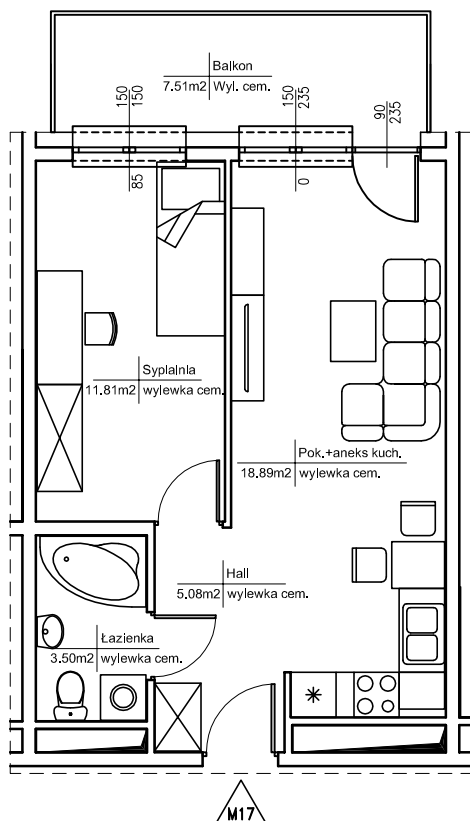 Balkon
7.51m2 Wyl. cem.
150
150
150
235
90
235
85
0
Sypialnia
11.81m2 wylewka cem.
Pok.+aneks kuch.
18.89m2 wylewka cem.
Hall
5.08m2 wylewka cem.
Łazienka
3.50m2 wylewka cem.
M17